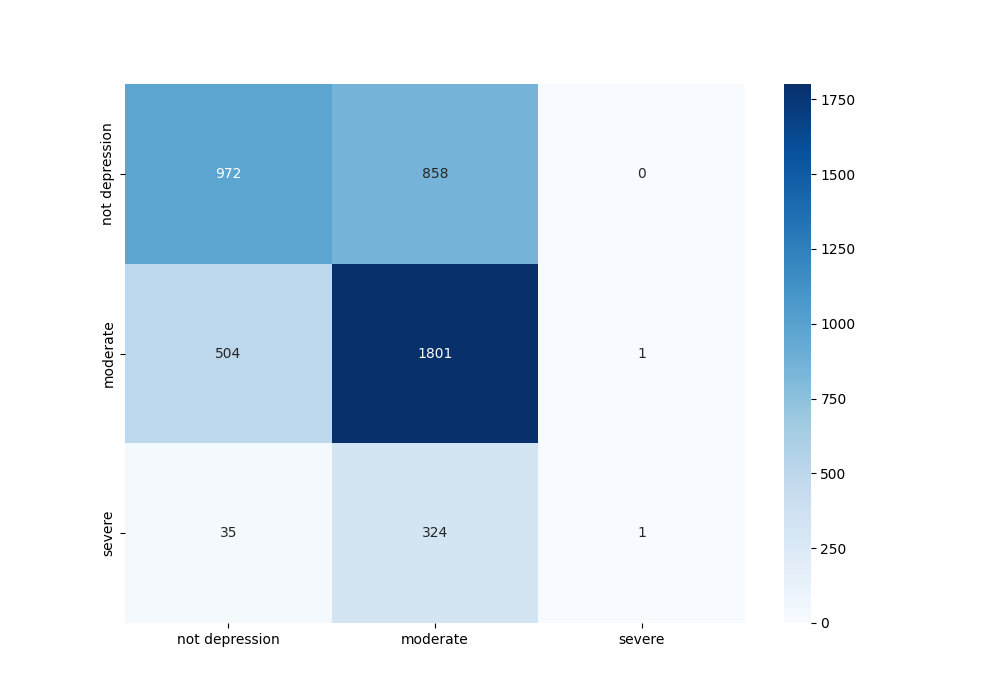 not depression 972 858 0
moderate 504 1801 1
severe 35 324 1
not depression moderate severe
1750
1500
1250
1000
750
500
250
0